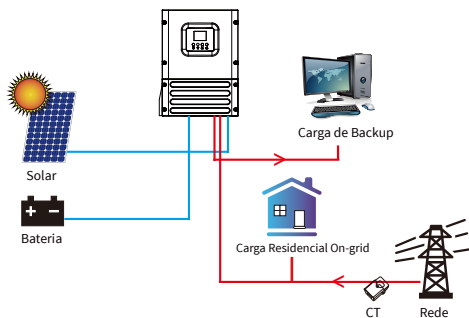 Carga de Backup
Solar
Bateria
Carga Residencial On-grid
CT
Rede